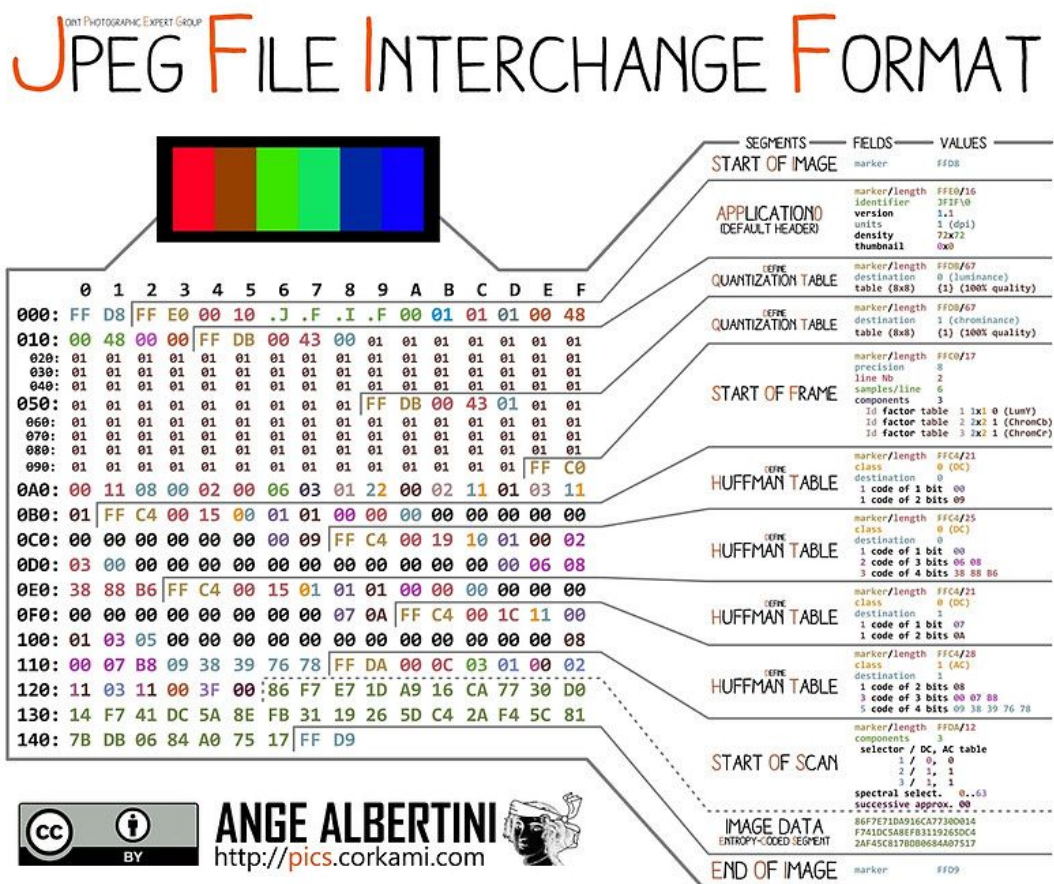 JOINT PHOTOGRAPHIC EXPERT GROUP
JPEG FILE INTERCHANGE FORMAT
SEGMENTS FIELDS VALUES
START OF IMAGE marker FFD8
APPLICATION0
(DEFAULT HEADER)
marker/length FFE0/16
identifier JFIF\0
version 1.1
units 1 (dpi)
density 72x72
thumbnail 0x0
DEFINE
QUANTIZATION TABLE
marker/length FFDB/67
destination 0 (luminance)
table (8x8) {1} (100% quality)
DEFINE
QUANTIZATION TABLE
marker/length FFDB/67
destination 1 (chrominance)
table (8x8) {1} (100% quality)
START OF FRAME
marker/length FFC0/17
precision 8
line Nb 2
samples/line 6
components 3
Id factor table 1 1x1 0 (LumY)
Id factor table 2 2x2 1 (ChromCb)
Id factor table 3 2x2 1 (ChromCr)
DEFINE
HUFFMAN TABLE
marker/length FFC4/21
class 0 (DC)
destination 0
1 code of 1 bit 00
1 code of 2 bits 09
DEFINE
HUFFMAN TABLE
marker/length FFC4/25
class 0 (DC)
destination 0
1 code of 1 bit 00
2 code of 3 bits 06 08
3 code of 4 bits 38 88 B6
DEFINE
HUFFMAN TABLE
marker/length FFC4/21
class 0 (DC)
destination 1
1 code of 1 bit 07
1 code of 2 bits 0A
DEFINE
HUFFMAN TABLE
marker/length FFC4/28
class 1 (AC)
destination 1
1 code of 2 bits 08
3 code of 3 bits 00 07 B8
5 code of 4 bits 09 38 39 76 78
START OF SCAN
marker/length FFDA/12
components 3
selector / DC, AC table
1 / 0, 0
2 / 1, 1
3 / 1, 1
spectral select. 0..63
successive approx. 00
IMAGE DATA
ENTROPY-CODED SEGMENT
86F7E71DA916CA7730D014
F741DC5A8EFB3119265DC4
2AF45C817BDB0684A07517
END OF IMAGE marker FFD9
0 1 2 3 4 5 6 7 8 9 A B C D E F
000: FF D8 FF E0 00 10 .J .F .I .F 00 01 01 01 00 48
010: 00 48 00 00 FF DB 00 43 00 01 01 01 01 01 01 01
020: 01 01 01 01 01 01 01 01 01 01 01 01 01 01 01 01
030: 01 01 01 01 01 01 01 01 01 01 01 01 01 01 01 01
040: 01 01 01 01 01 01 01 01 01 01 01 01 01 01 01 01
050: 01 01 01 01 01 01 01 01 01 FF DB 00 43 01 01 01
060: 01 01 01 01 01 01 01 01 01 01 01 01 01 01 01 01
070: 01 01 01 01 01 01 01 01 01 01 01 01 01 01 01 01
080: 01 01 01 01 01 01 01 01 01 01 01 01 01 01 01 01
090: 01 01 01 01 01 01 01 01 01 01 01 01 01 01 FF C0
0A0: 00 11 08 00 02 00 06 03 01 22 00 02 11 01 03 11
0B0: 01 FF C4 00 15 00 01 01 00 00 00 00 00 00 00 00
0C0: 00 00 00 00 00 00 00 09 FF C4 00 19 10 01 00 02
0D0: 03 00 00 00 00 00 00 00 00 00 00 00 00 00 06 08
0E0: 38 88 B6 FF C4 00 15 01 01 01 00 00 00 00 00 00
0F0: 00 00 00 00 00 00 00 00 07 0A FF C4 00 1C 11 00
100: 01 03 05 00 00 00 00 00 00 00 00 00 00 00 00 08
110: 00 07 B8 09 38 39 76 78 FF DA 00 0C 03 01 00 02
120: 11 03 11 00 3F 00 86 F7 E7 1D A9 16 CA 77 30 D0
130: 14 F7 41 DC 5A 8E FB 31 19 26 5D C4 2A F4 5C 81
140: 7B DB 06 84 A0 75 17 FF D9
cc
BY
ANGE ALBERTINI
http://pics.corkami.com